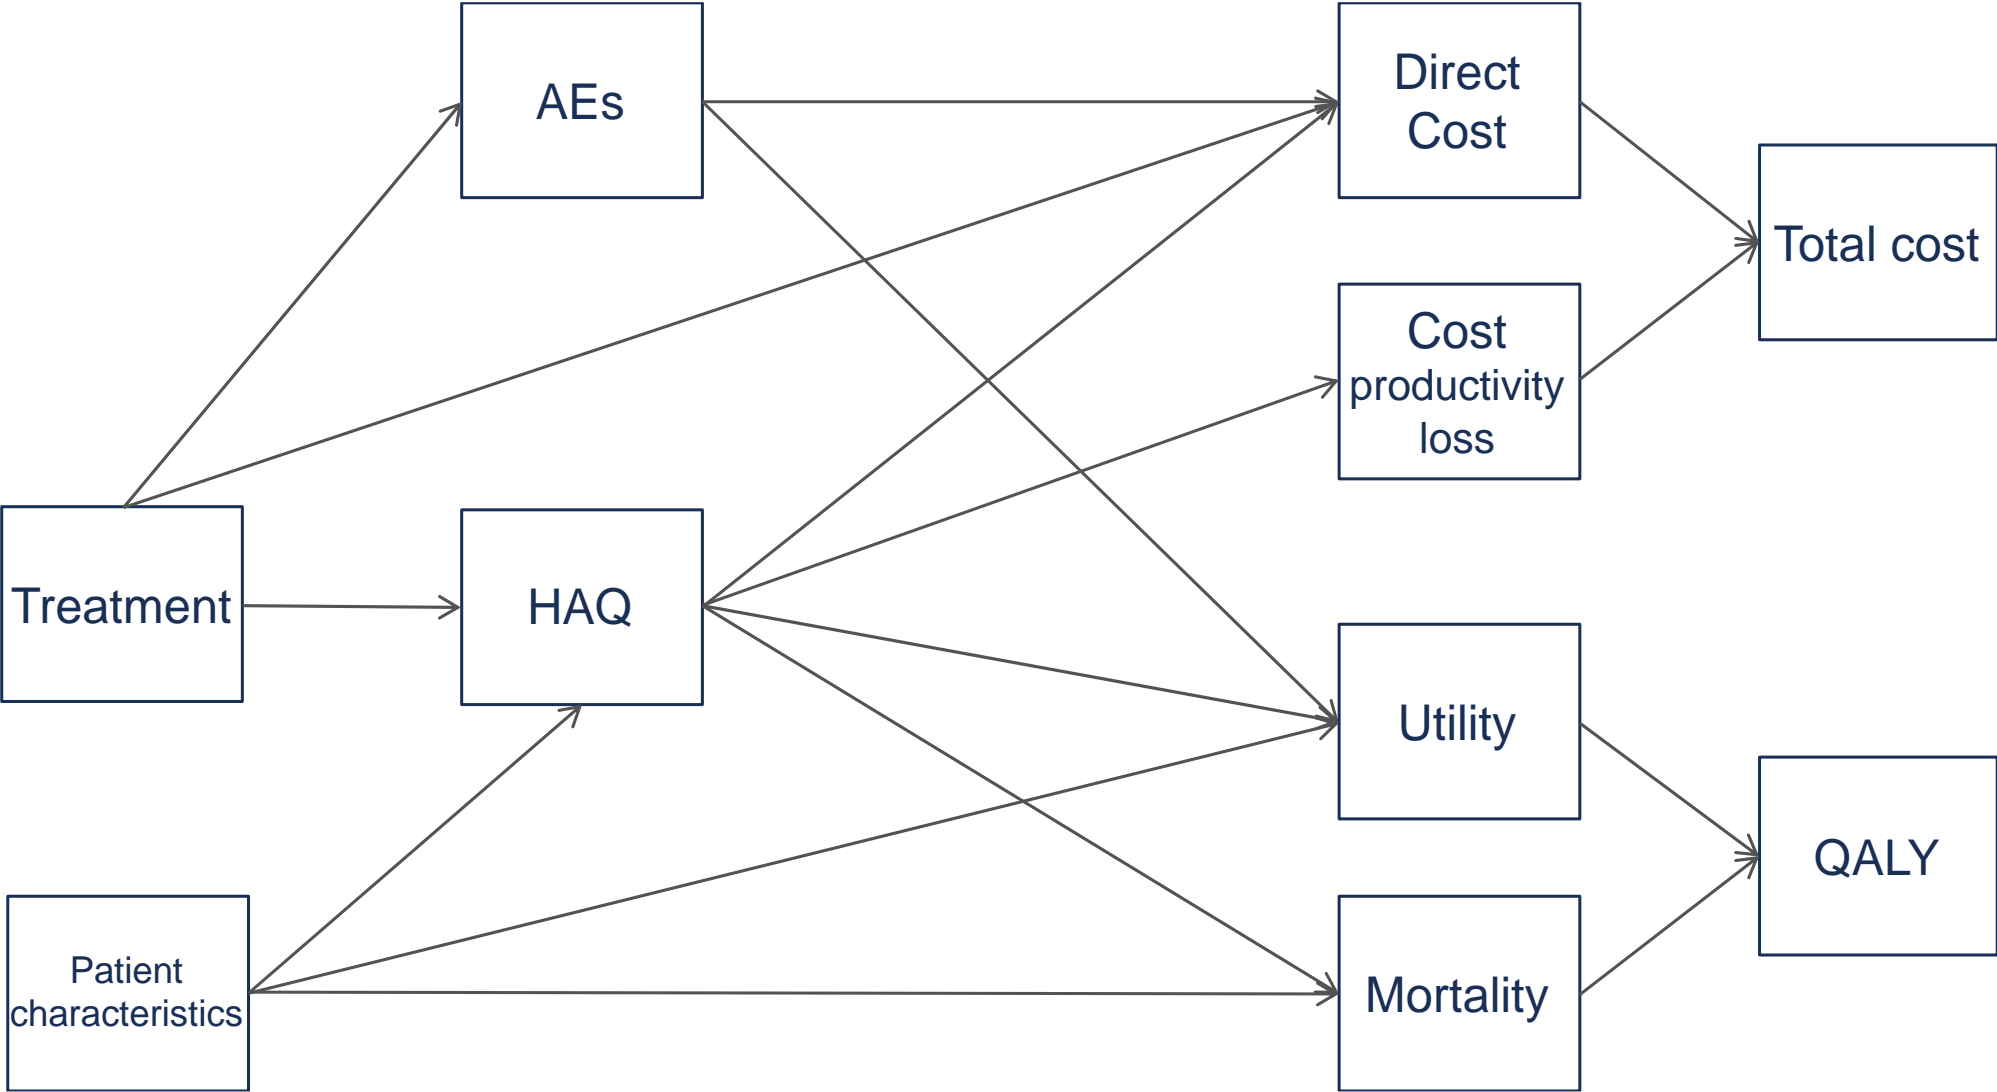 AEs
Direct
Cost
Total cost
Cost
productivity
loss
Treatment
HAQ
Utility
QALY
Patient
characteristics
Mortality